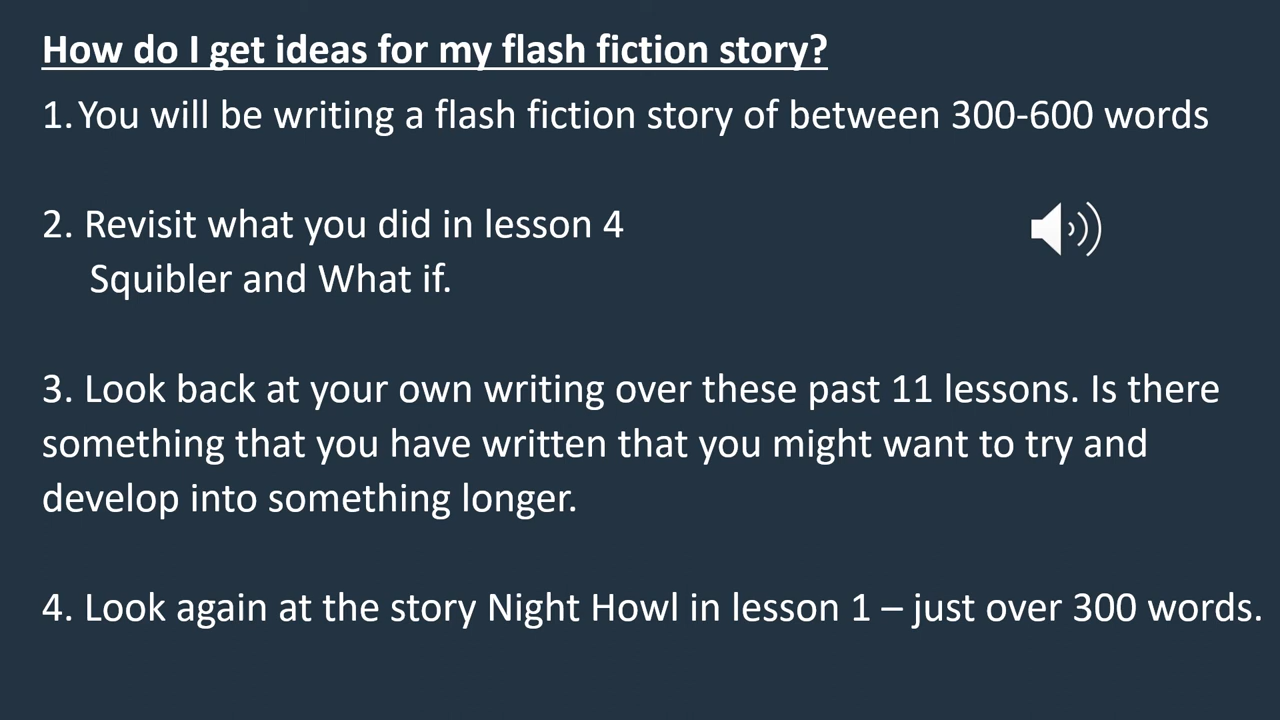 How do I get ideas for my flash fiction story?
1. You will be writing a flash fiction story of between 300-600 words
2. Revisit what you did in lesson 4
Squibler and What if.
3. Look back at your own writing over these past 11 lessons. Is there
something that you have written that you might want to try and
develop into something longer.
4. Look again at the story Night Howl in lesson 1 – just over 300 words.